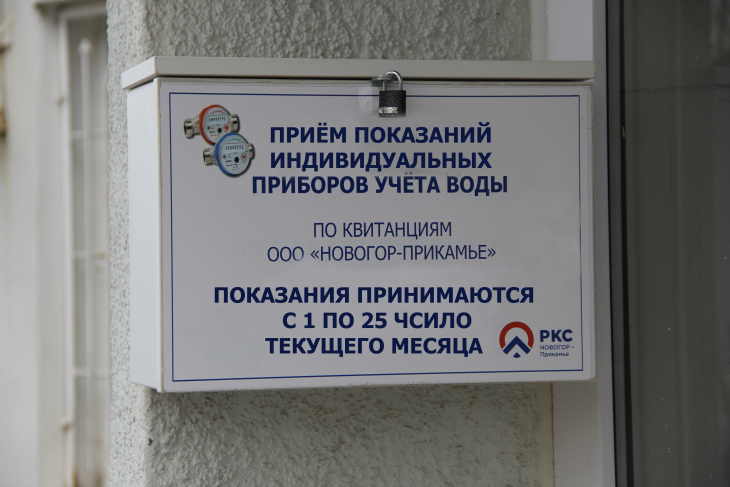 ПРИЁМ ПОКАЗАНИЙ
ИНДИВИДУАЛЬНЫХ
ПРИБОРОВ УЧЁТА ВОДЫ
ПО КВИТАНЦИЯМ
ООО «НОВОГОР-ПРИКАМЬЕ»
ПОКАЗАНИЯ ПРИНИМАЮТСЯ
С 1 ПО 25 ЧСИЛО
ТЕКУЩЕГО МЕСЯЦА
РКС
НОВОГОР –
Прикамье